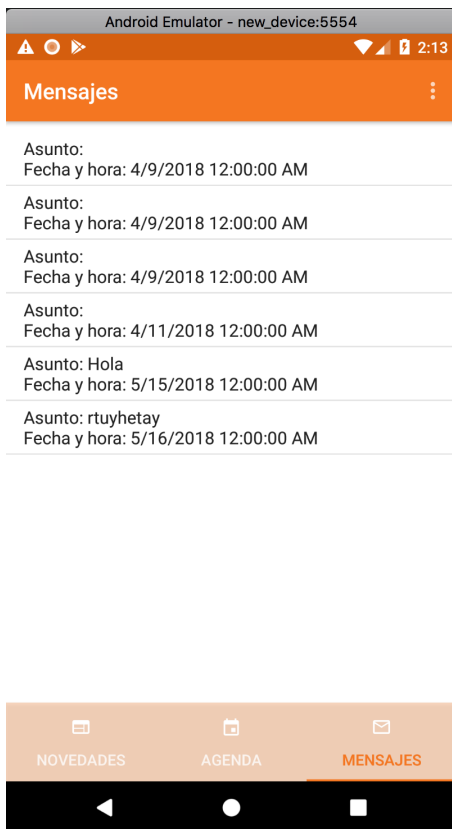 Android Emulator - new_device:5554
2:13
Mensajes
Asunto:
Fecha y hora: 4/9/2018 12:00:00 AM
Asunto:
Fecha y hora: 4/9/2018 12:00:00 AM
Asunto:
Fecha y hora: 4/9/2018 12:00:00 AM
Asunto:
Fecha y hora: 4/11/2018 12:00:00 AM
Asunto: Hola
Fecha y hora: 5/15/2018 12:00:00 AM
Asunto: rtuyhetay
Fecha y hora: 5/16/2018 12:00:00 AM
NOVEDADES AGENDA MENSAJES